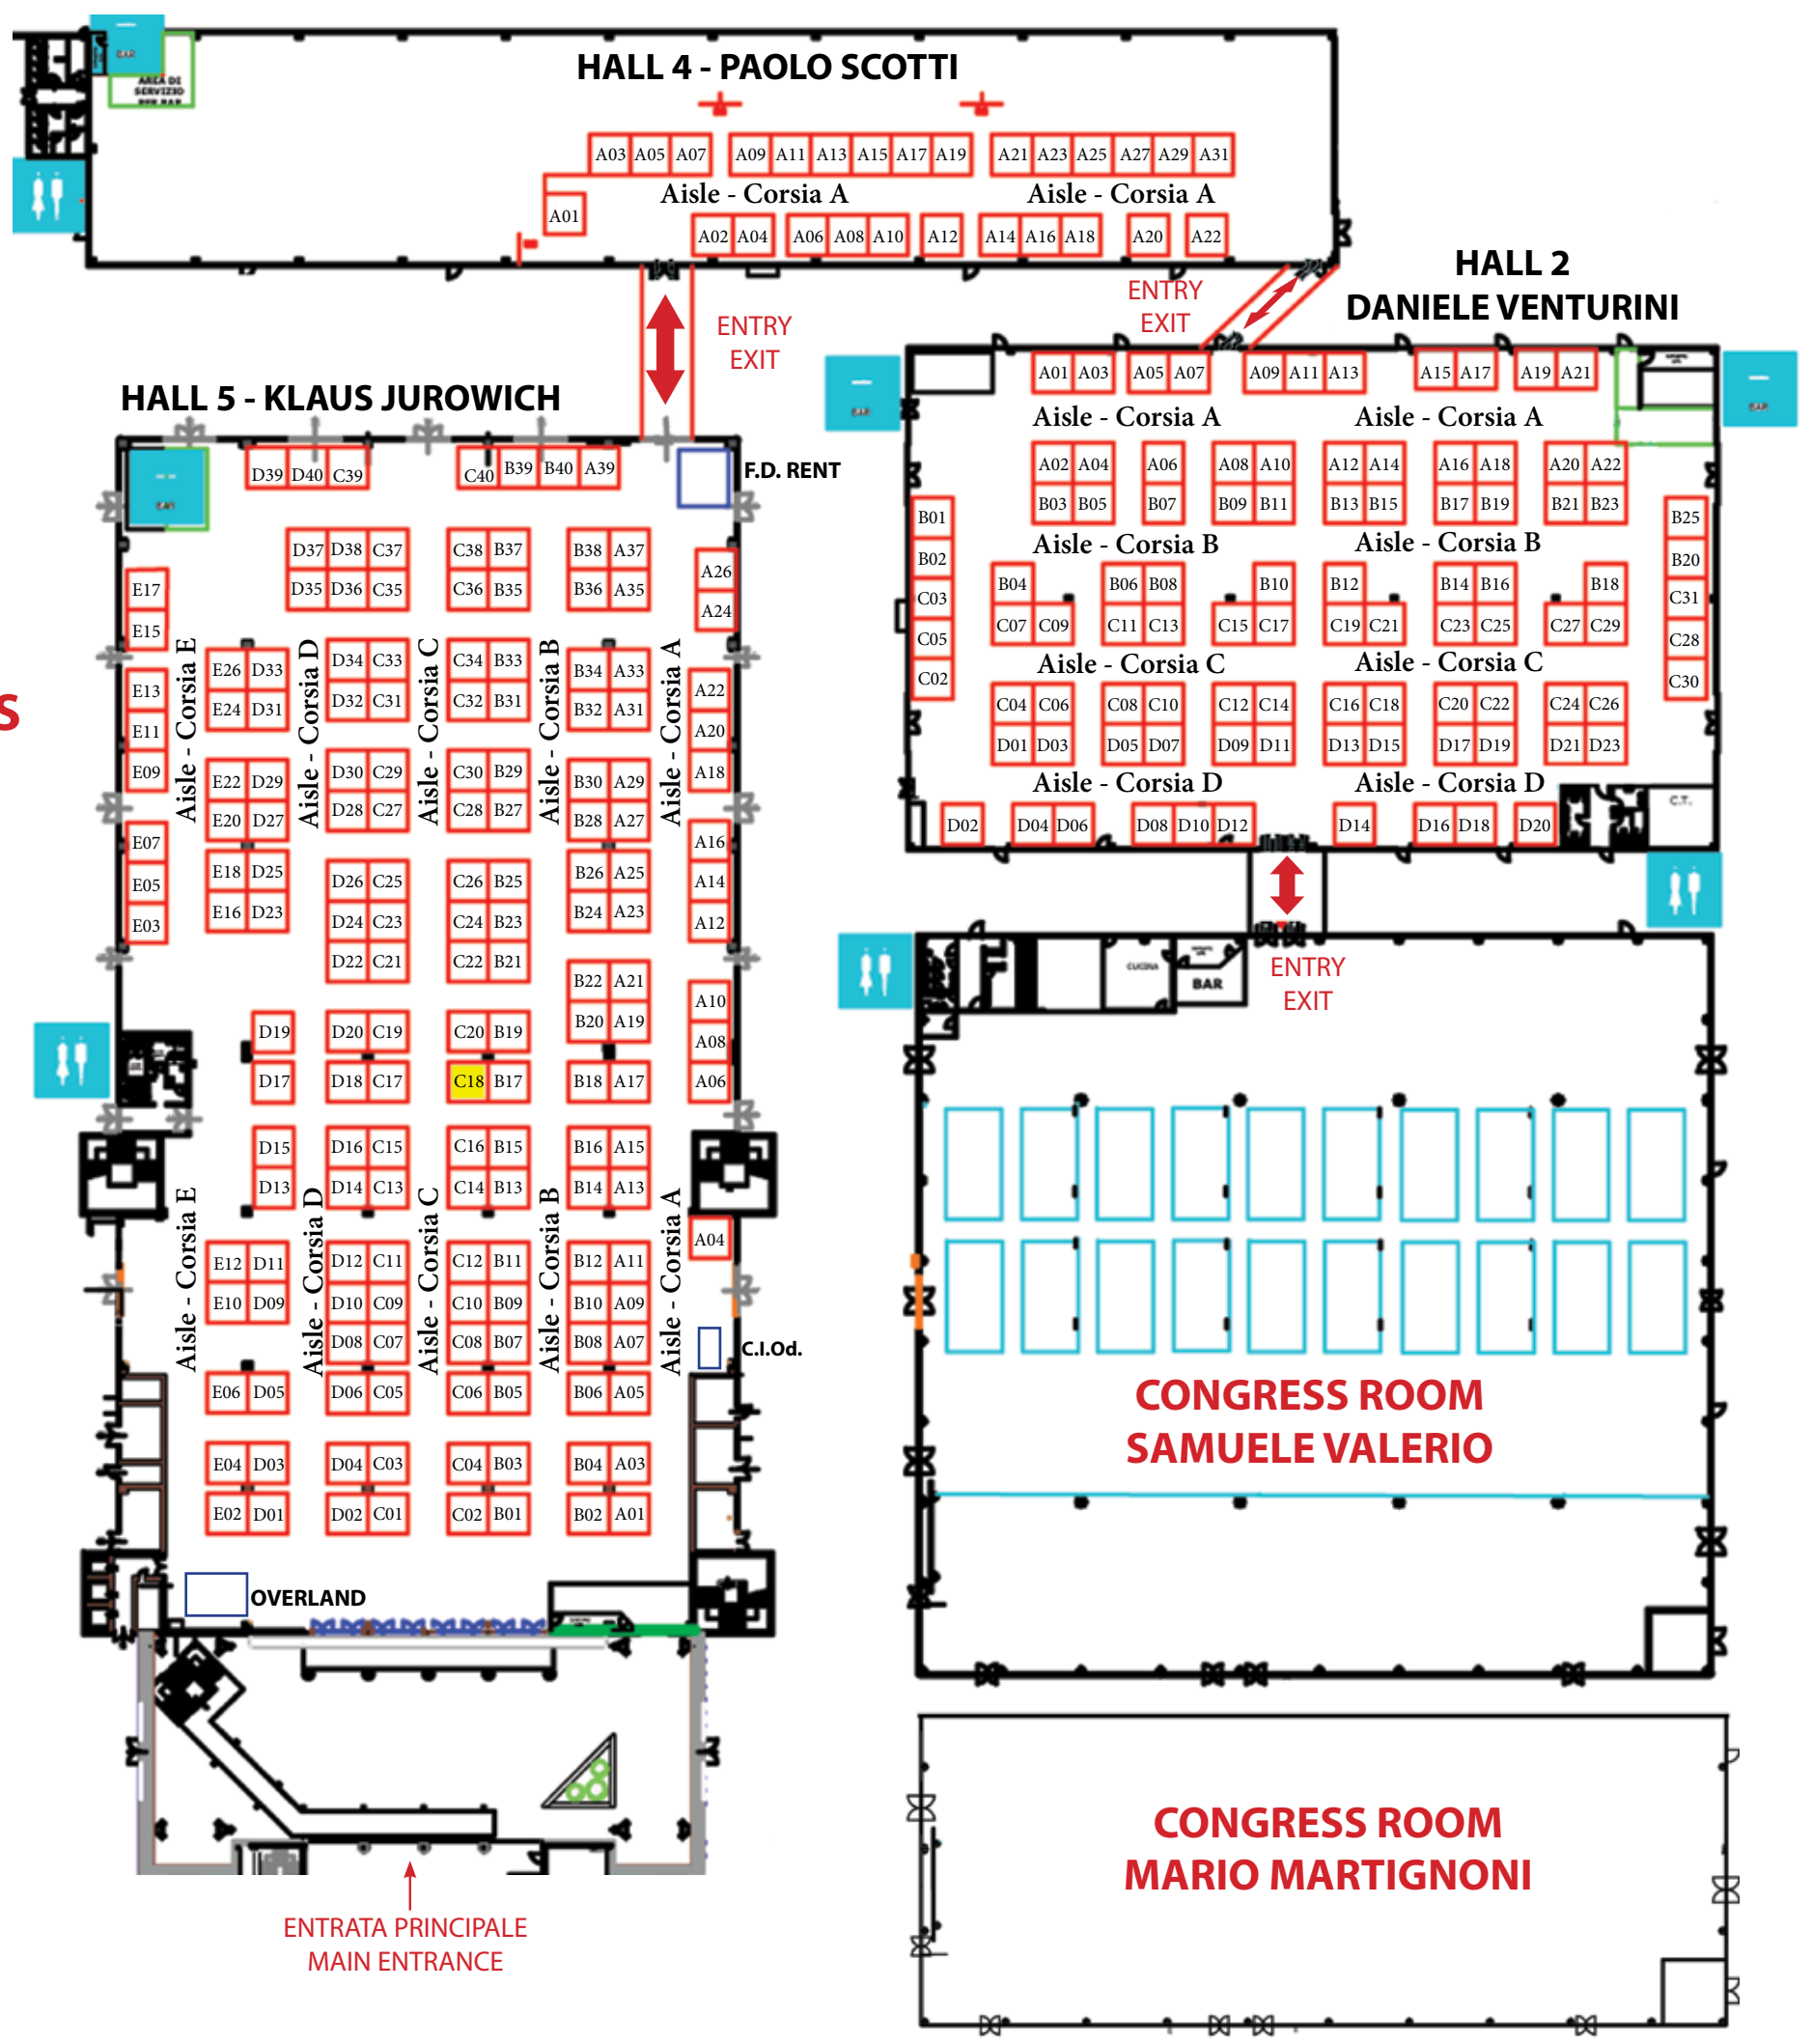 BAR
AREA DI
SERVIZIO
PER BAR
HALL 4 - PAOLO SCOTTI
A03 A05 A07 A09 A11 A13 A15 A17 A19 A21 A23 A25 A27 A29 A31
Aisle - Corsia A Aisle - Corsia A
A01
A02 A04 A06 A08 A10 A12 A14 A16 A18 A20 A22
ENTRY
EXIT
ENTRY
EXIT
HALL 2
DANIELE VENTURINI
BAR
BAR
A01 A03 A05 A07 A09 A11 A13 A15 A17 A19 A21
Aisle - Corsia A Aisle - Corsia A
A02 A04 A06 A08 A10 A12 A14 A16 A18 A20 A22
B03 B05 B07 B09 B11 B13 B15 B17 B19 B21 B23
B01 B25
Aisle - Corsia B Aisle - Corsia B
B02 B20
B04 B06 B08 B10 B12 B14 B16 B18
C03 C31
C07 C09 C11 C13 C15 C17 C19 C21 C23 C25 C27 C29
C05 C28
Aisle - Corsia C Aisle - Corsia C
C02 C30
C04 C06 C08 C10 C12 C14 C16 C18 C20 C22 C24 C26
D01 D03 D05 D07 D09 D11 D13 D15 D17 D19 D21 D23
Aisle - Corsia D Aisle - Corsia D
C.T.
D02 D04 D06 D08 D10 D12 D14 D16 D18 D20
HALL 5 - KLAUS JUROWICH
F.D. RENT
BAR
D39 D40 C39 C40 B39 B40 A39
D37 D38 C37 C38 B37 B38 A37
D35 D36 C35 C36 B35 B36 A35
A26
A24
E17
E15
S
Aisle - Corsia E
Aisle - Corsia D
Aisle - Corsia C
Aisle - Corsia B
Aisle - Corsia A
E26 D33 D34 C33 C34 B33 B34 A33
E24 D31 D32 C31 C32 B31 B32 A31
E13 A22
E11 A20
E09 A18
E22 D29 D30 C29 C30 B29 B30 A29
E20 D27 D28 C27 C28 B27 B28 A27
E07 A16
E05 A14
E03 A12
E18 D25 D26 C25 C26 B25 B26 A25
E16 D23 D24 C23 C24 B23 B24 A23
D22 C21 C22 B21 B22 A21
B20 A19
A10
A08
A06
D19 D20 C19 C20 B19
D17 D18 C17 C18 B17 B18 A17
D15 D16 C15 C16 B15 B16 A15
D13 D14 C13 C14 B13 B14 A13
Aisle - Corsia E
Aisle - Corsia D
Aisle - Corsia C
Aisle - Corsia B
Aisle - Corsia A
A04
E12 D11 D12 C11 C12 B11 B12 A11
E10 D09 D10 C09 C10 B09 B10 A09
D08 C07 C08 B07 B08 A07
C.I.Od.
E06 D05 D06 C05 C06 B05 B06 A05
E04 D03 D04 C03 C04 B03 B04 A03
E02 D01 D02 C01 C02 B01 B02 A01
OVERLAND
ENTRATA PRINCIPALE
MAIN ENTRANCE
CUCINA
BAR
ENTRY
EXIT
CONGRESS ROOM
SAMUELE VALERIO
CONGRESS ROOM
MARIO MARTIGNONI